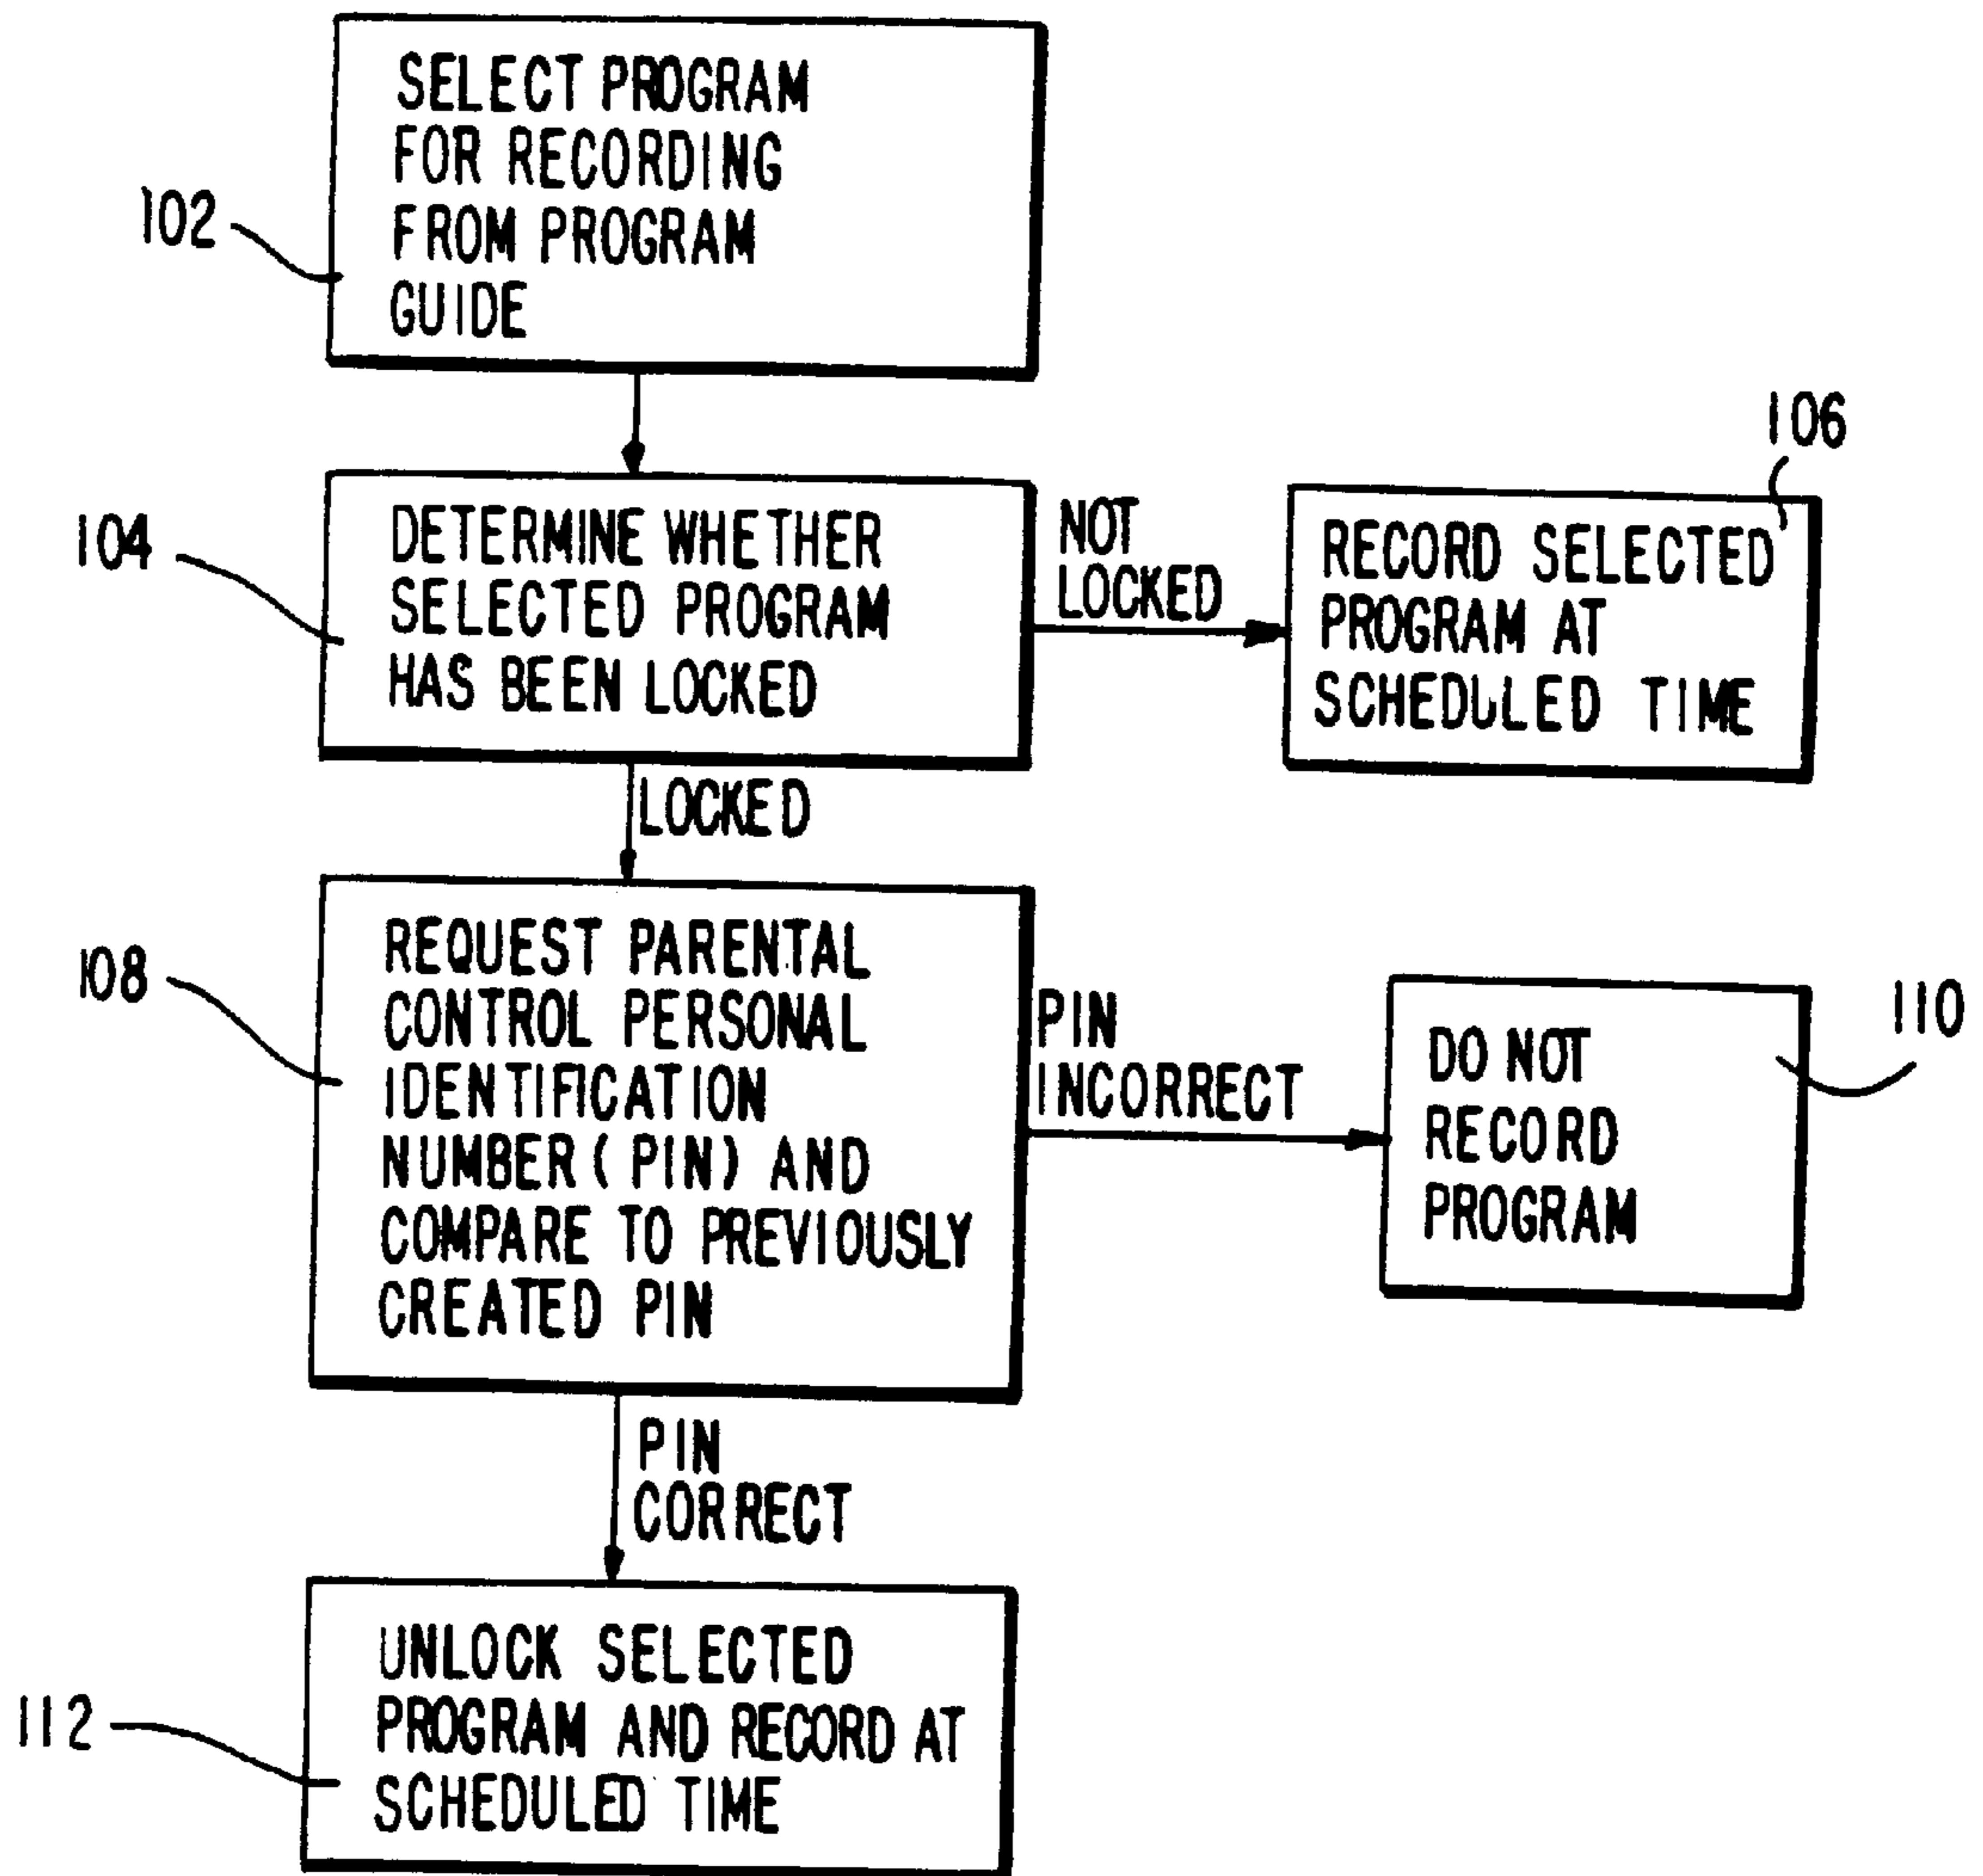 SELECT PROGRAM
FOR RECORDING
FROM PROGRAM
GUIDE
102
106
104
DETERMINE WHETHER
SELECTED PROGRAM
HAS BEEN LOCKED
NOT
LOCKED
RECORD SELECTED
PROGRAM AT
SCHEDULED TIME
LOCKED
108
REQUEST PARENTAL
CONTROL PERSONAL
IDENTIFICATION
NUMBER (PIN) AND
COMPARE TO PREVIOUSLY
CREATED PIN
PIN
INCORRECT
DO NOT
RECORD
PROGRAM
110
PIN
CORRECT
112
UNLOCK SELECTED
PROGRAM AND RECORD AT
SCHEDULED TIME